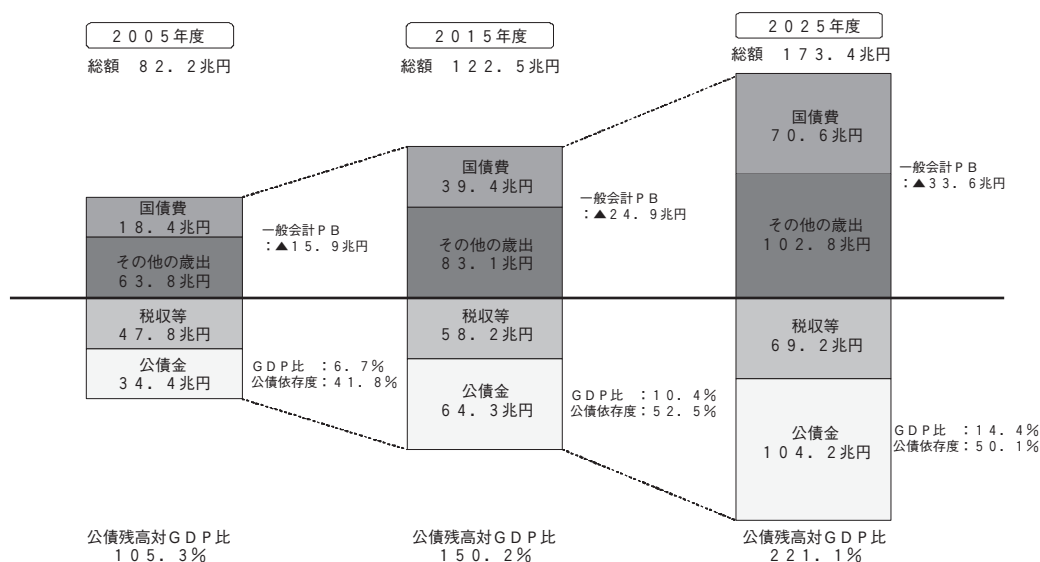 2005年度
総額 82.2兆円
国債費
18.4兆円
その他の歳出
63.8兆円
一般会計PB
:▲15.9兆円
税収等
47.8兆円
公債金
34.4兆円
GDP比 :6.7%
公債依存度:41.8%
公債残高対GDP比
105.3%
2015年度
総額 122.5兆円
国債費
39.4兆円
その他の歳出
83.1兆円
一般会計PB
:▲24.9兆円
税収等
58.2兆円
公債金
64.3兆円
GDP比 :10.4%
公債依存度:52.5%
公債残高対GDP比
150.2%
2025年度
総額 173.4兆円
国債費
70.6兆円
その他の歳出
102.8兆円
一般会計PB
:▲33.6兆円
税収等
69.2兆円
公債金
104.2兆円
GDP比 :14.4%
公債依存度:50.1%
公債残高対GDP比
221.1%